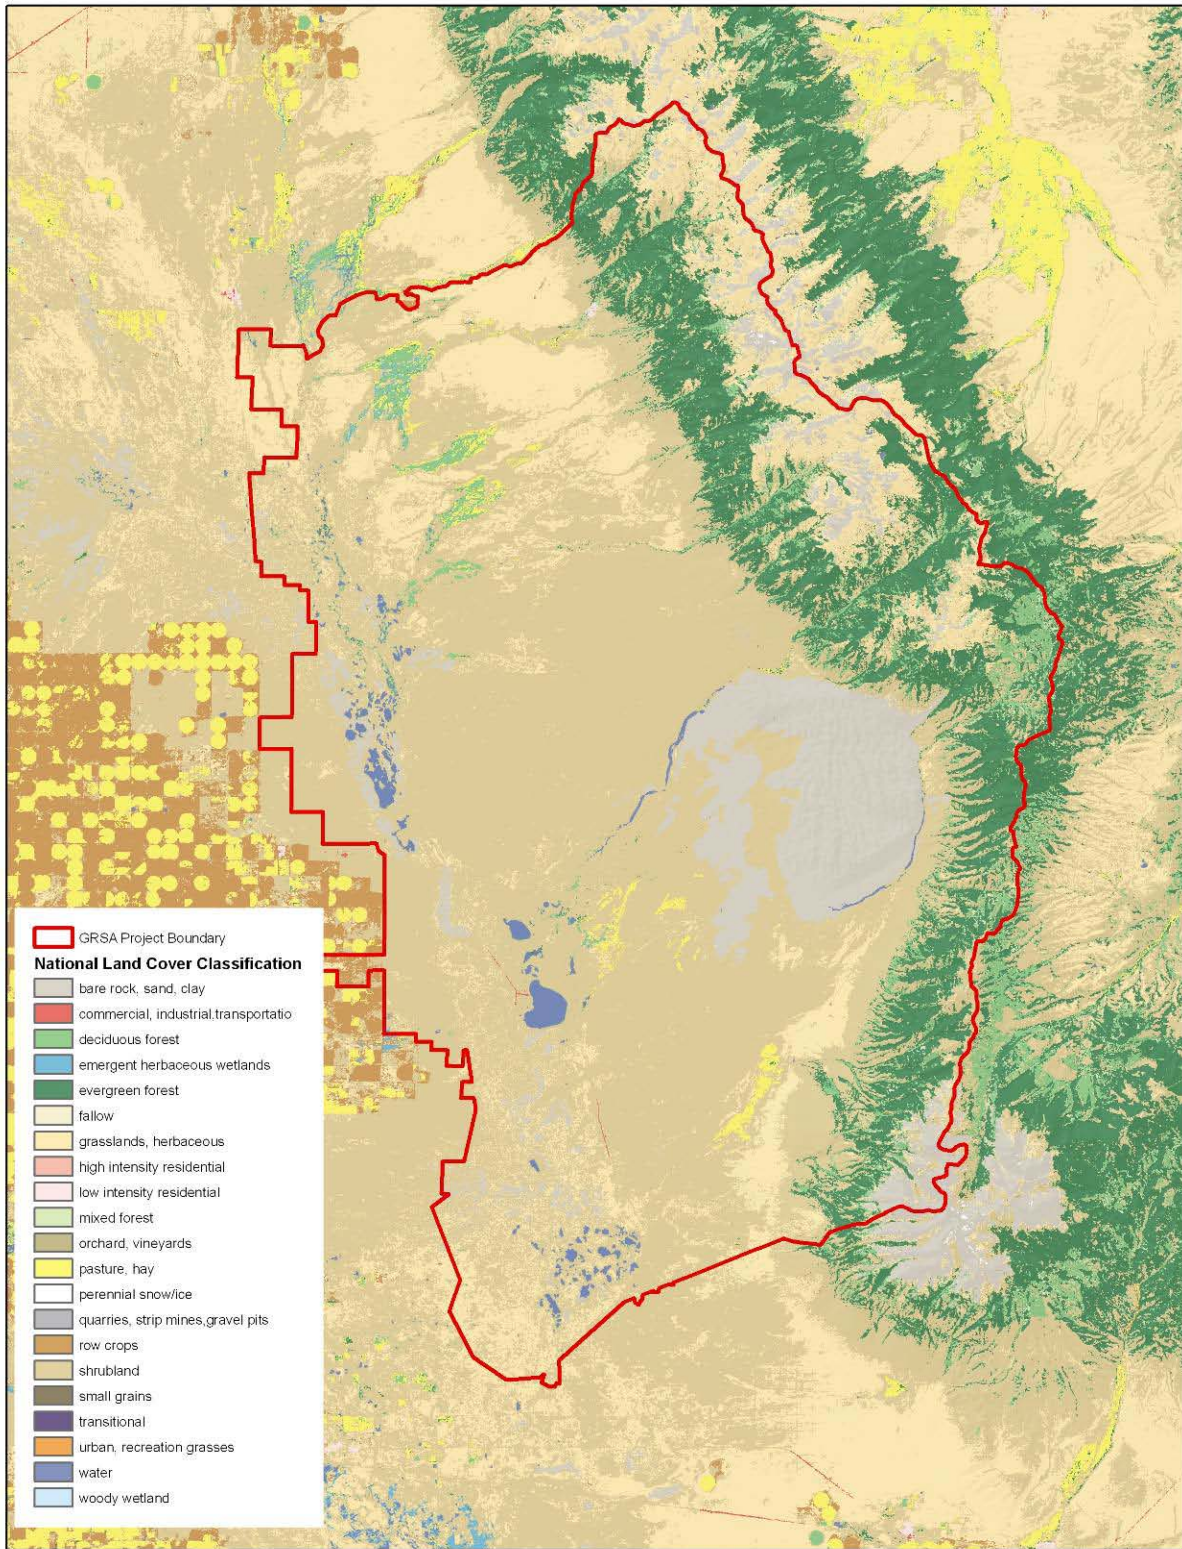 GRSA Project Boundary
National Land Cover Classification
bare rock, sand, clay
commercial, industrial.transportatio
deciduous forest
emergent herbaceous wetlands
evergreen forest
fallow
grasslands, herbaceous
high intensity residential
low intensity residential
mixed forest
orchard, vineyards
pasture, hay
perennial snow/ice
quarries, strip mines,gravel pits
row crops
shrubland
small grains
transitional
urban, recreation grasses
water
woody wetland